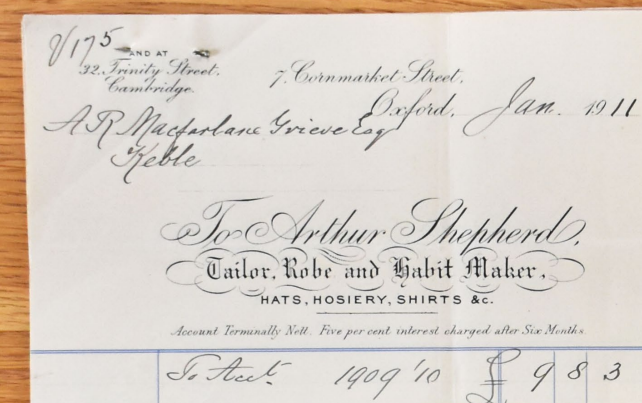 V/175
AND AT
32, Trinity Street,
Cambridge.
7, Cornmarket Street,
Oxford, Jan. 1911
A R Macfarlane Grieve Esq
Keble
To Arthur Shepherd,
Tailor, Robe and Habit Maker,
HATS, HOSIERY, SHIRTS &c.
Account Terminally Nett. Five per cent interest charged after Six Months.
To Acct. 1909 '10 £ 9 8 3